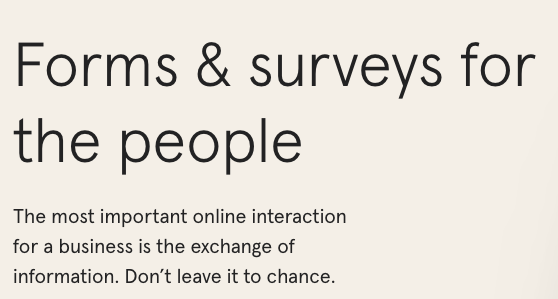 Forms & surveys for
the people
The most important online interaction
for a business is the exchange of
information. Don’t leave it to chance.